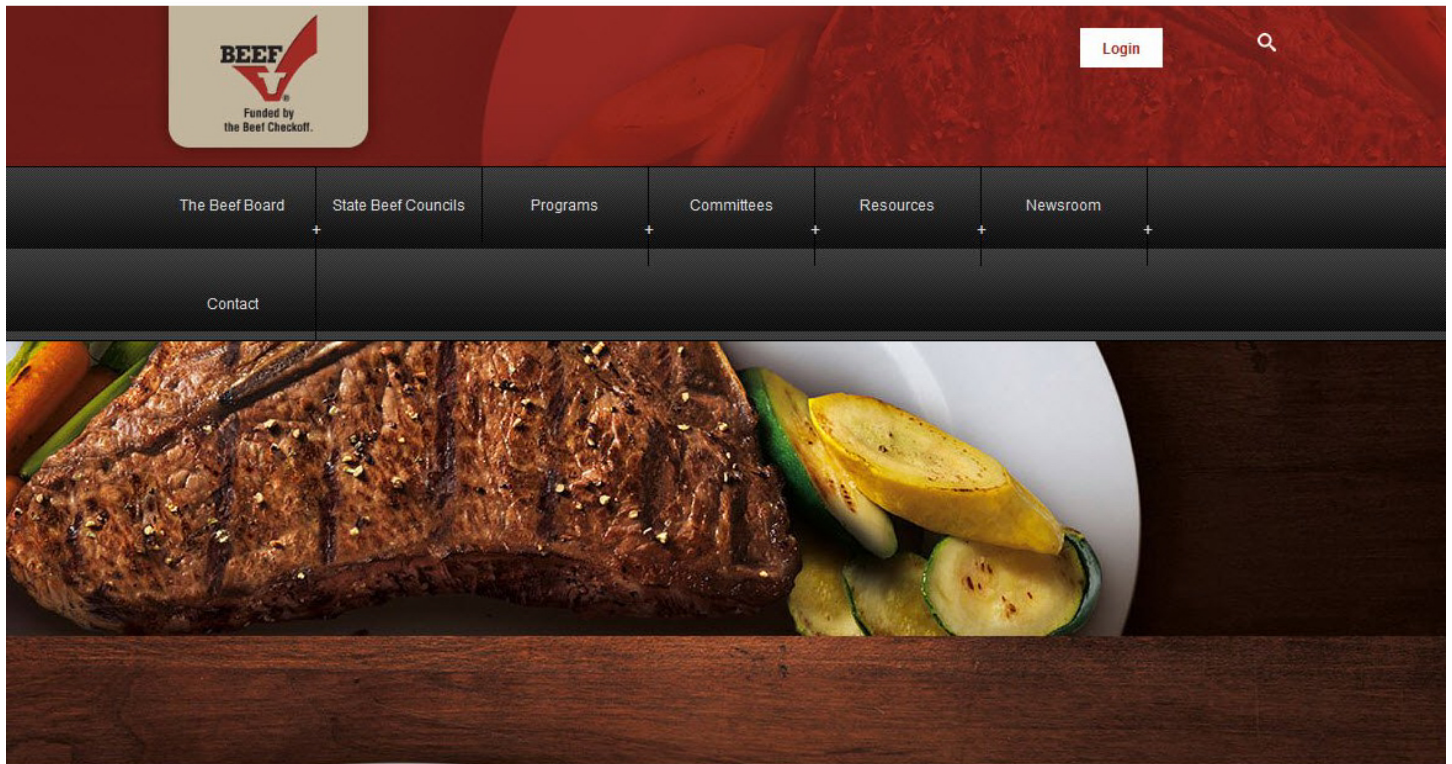 BEEF
Funded by
the Beef Checkoff.
Login
The Beef Board
State Beef Councils
Programs
Committees
Resources
Newsroom
+
+
+
+
+
Contact